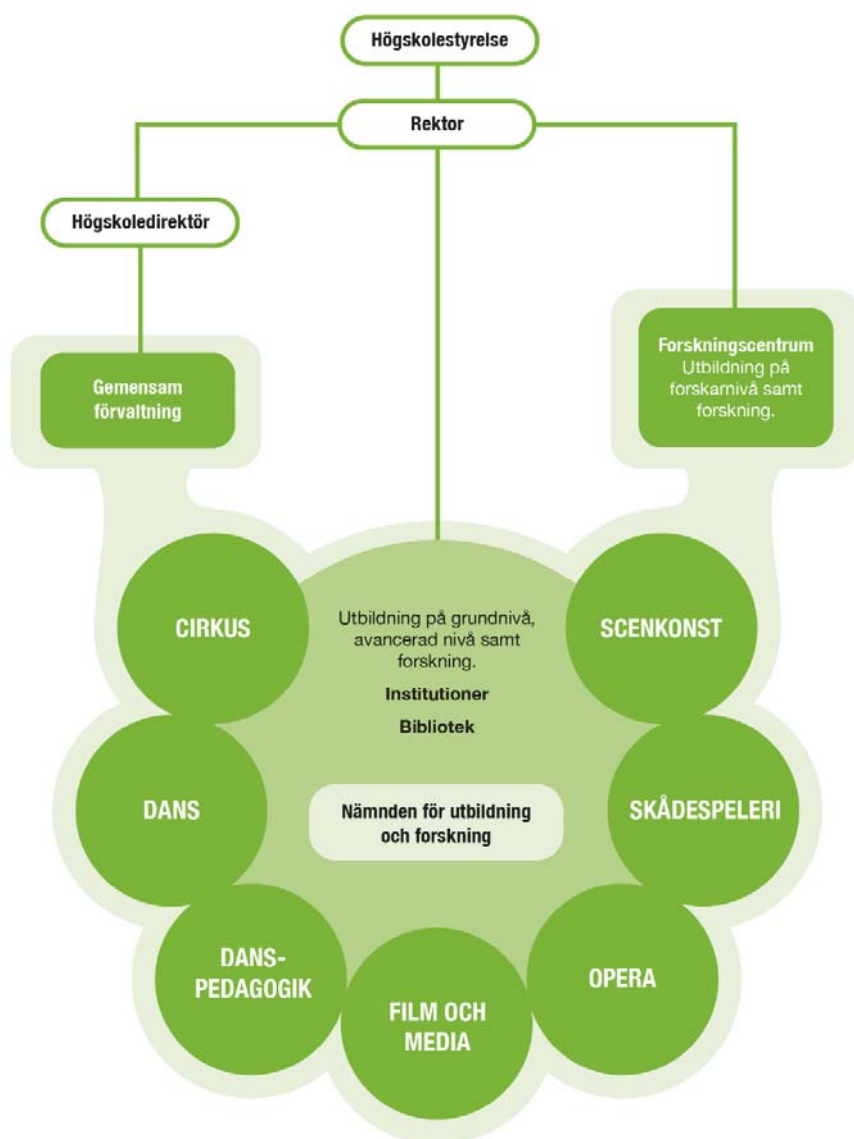 Högskolestyrelse
Rektor
Högskoledirektör
Gemensam
förvaltning
Forskningscentrum
Utbildning på
forskarnivå samt
forskning.
CIRKUS
Utbildning på grundnivå,
avancerad nivå samt
forskning.
Institutioner
Bibliotek
SCENKONST
DANS
Nämnden för utbildning
och forskning
SKÅDESPELERI
DANS-
PEDAGOGIK
FILM OCH
MEDIA
OPERA